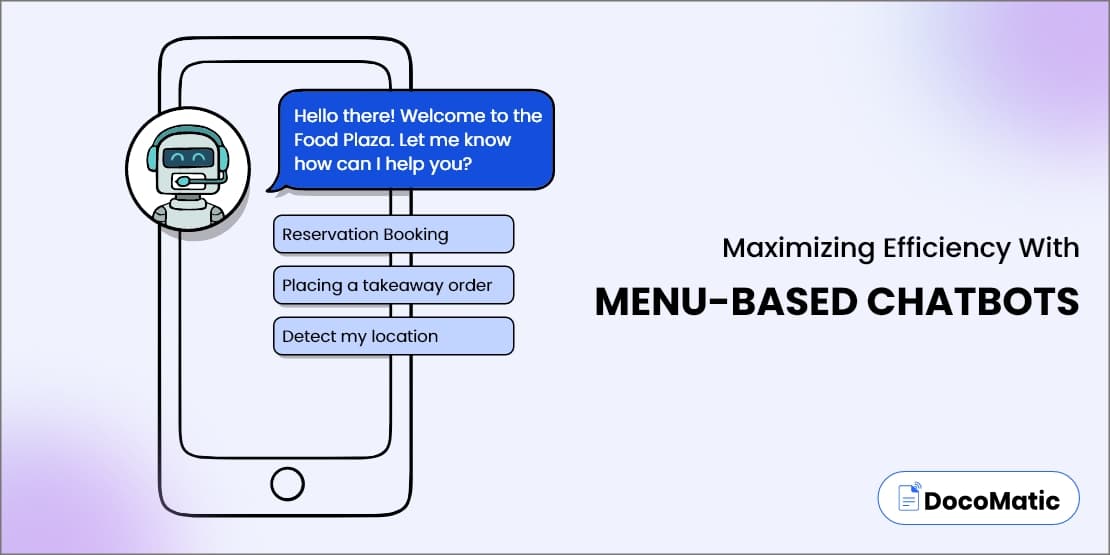 Hello there! Welcome to the
Food Plaza. Let me know
how can I help you?
Reservation Booking
Placing a takeaway order
Detect my location
Maximizing Efficiency With
MENU-BASED CHATBOTS
DocoMatic